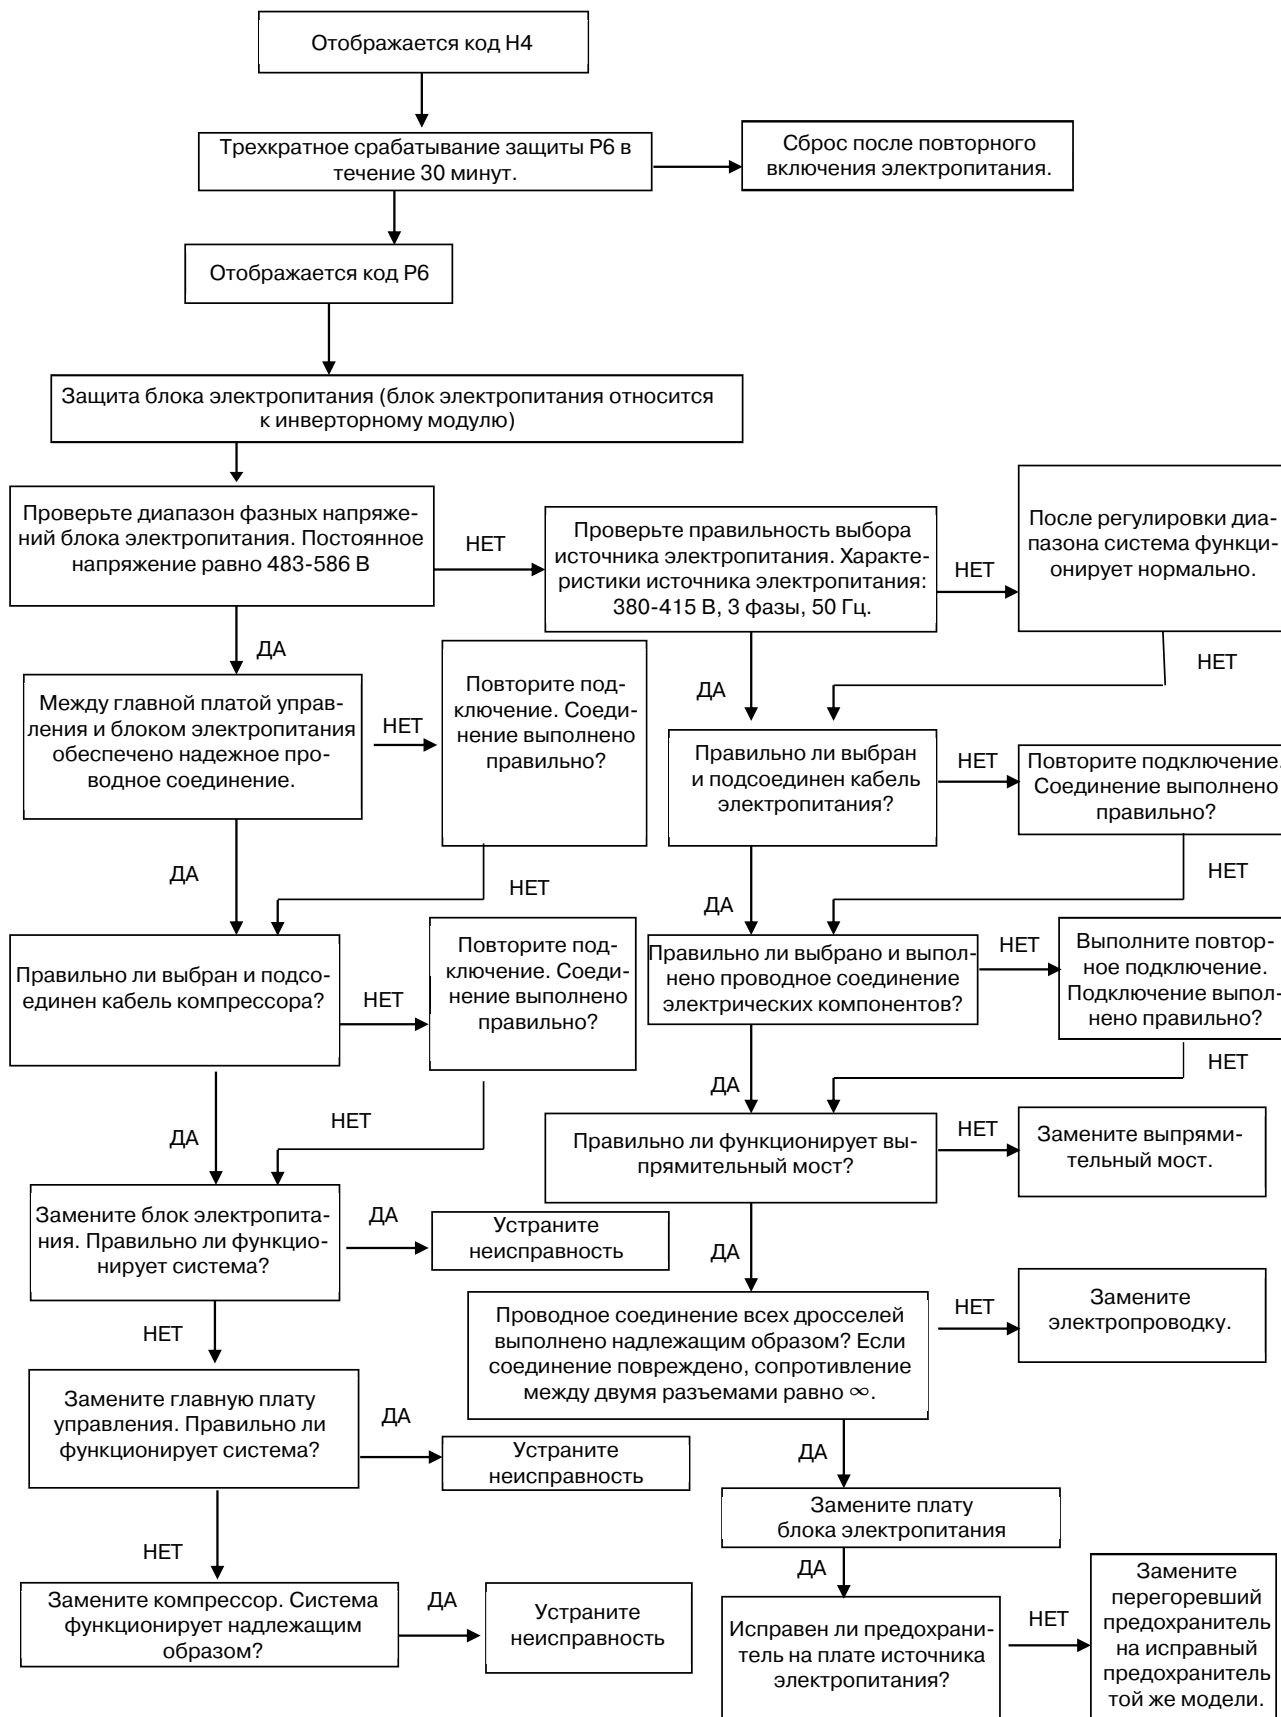 Отображается код H4
Трехкратное срабатывание защиты P6 в
течение 30 минут.
Сброс после повторного
включения электропитания.
Отображается код P6
Защита блока электропитания (блок электропитания относится
к инверторному модулю)
Проверьте диапазон фазных напряже-
ний блока электропитания. Постоянное
напряжение равно 483-586 В
НЕТ
Проверьте правильность выбора
источника электропитания. Характе-
ристики источника электропитания:
380-415 В, 3 фазы, 50 Гц.
НЕТ
После регулировки диа-
пазона система функци-
онирует нормально.
ДА
НЕТ
ДА
Между главной платой управ-
ления и блоком электропитания
обеспечено надежное про-
водное соединение.
НЕТ
Повторите под-
ключение. Соеди-
нение выполнено
правильно?
Правильно ли выбран
и подсоединен кабель
электропитания?
НЕТ
Повторите подключение.
Соединение выполнено
правильно?
ДА
НЕТ
ДА
НЕТ
Правильно ли выбран и подсо-
единен кабель компрессора?
НЕТ
Повторите под-
ключение. Соеди-
нение выполнено
правильно?
Правильно ли выбрано и выпол-
нено проводное соединение
электрических компонентов?
НЕТ
Выполните повтор-
ное подключение.
Подключение выпол-
нено правильно?
ДА
НЕТ
ДА
НЕТ
Правильно ли функционирует вы-
прямительный мост?
НЕТ
Замените выпрями-
тельный мост.
Замените блок электропита-
ния. Правильно ли функцио-
нирует система?
ДА
Устраните
неисправность
ДА
НЕТ
Проводное соединение всех дросселей
выполнено надлежащим образом? Если
соединение повреждено, сопротивление
между двумя разъемами равно ∞.
НЕТ
Замените
электропроводку.
Замените главную плату
управления. Правильно ли
функционирует система?
ДА
Устраните
неисправность
ДА
Замените плату
блока электропитания
НЕТ
ДА
Замените компрессор. Система
функционирует надлежащим
образом?
ДА
Устраните
неисправность
Исправен ли предохрани-
тель на плате источника
электропитания?
НЕТ
Замените
перегоревший
предохранитель
на исправный
предохранитель
той же модели.